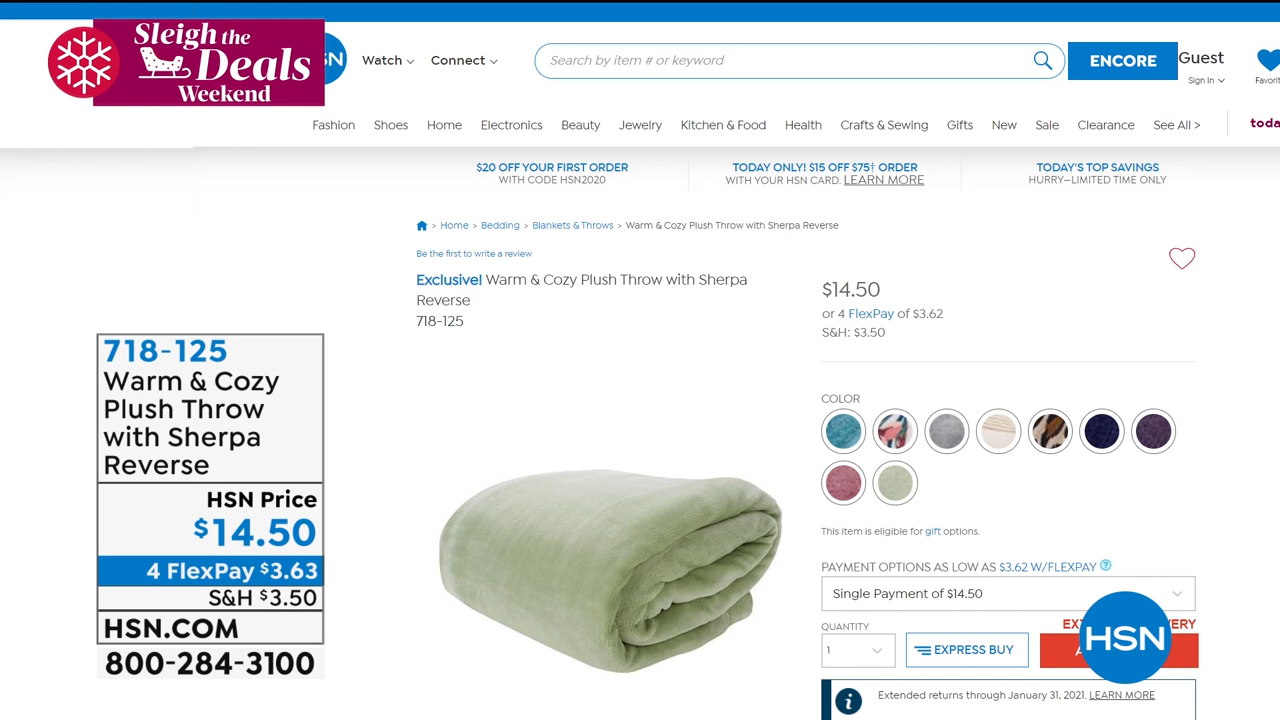 Sleigh the
Deals
Weekend
SN
Watch
Connect
Search by item # or keyword
ENCORE
Guest
Sign In
Favorit
Fashion
Shoes
Home
Electronics
Beauty
Jewelry
Kitchen & Food
Health
Crafts & Sewing
Gifts
New
Sale
Clearance
See All >
toda
$20 OFF YOUR FIRST ORDER
WITH CODE HSN2020
TODAY ONLY! $15 OFF $75† ORDER
WITH YOUR HSN CARD. LEARN MORE
TODAY'S TOP SAVINGS
HURRY—LIMITED TIME ONLY
> Home > Bedding > Blankets & Throws > Warm & Cozy Plush Throw with Sherpa Reverse
Be the first to write a review
Exclusive! Warm & Cozy Plush Throw with Sherpa
Reverse
718-125
$14.50
or 4 FlexPay of $3.62
S&H: $3.50
COLOR
This item is eligible for gift options.
PAYMENT OPTIONS AS LOW AS $3.62 W/FLEXPAY ?
Single Payment of $14.50
QUANTITY
1
EXPRESS BUY
EX
VERY
A
HSN
i
Extended returns through January 31, 2021. LEARN MORE
718-125
Warm & Cozy
Plush Throw
with Sherpa
Reverse
HSN Price
$14.50
4 FlexPay $3.63
S&H $3.50
HSN.COM
800-284-3100